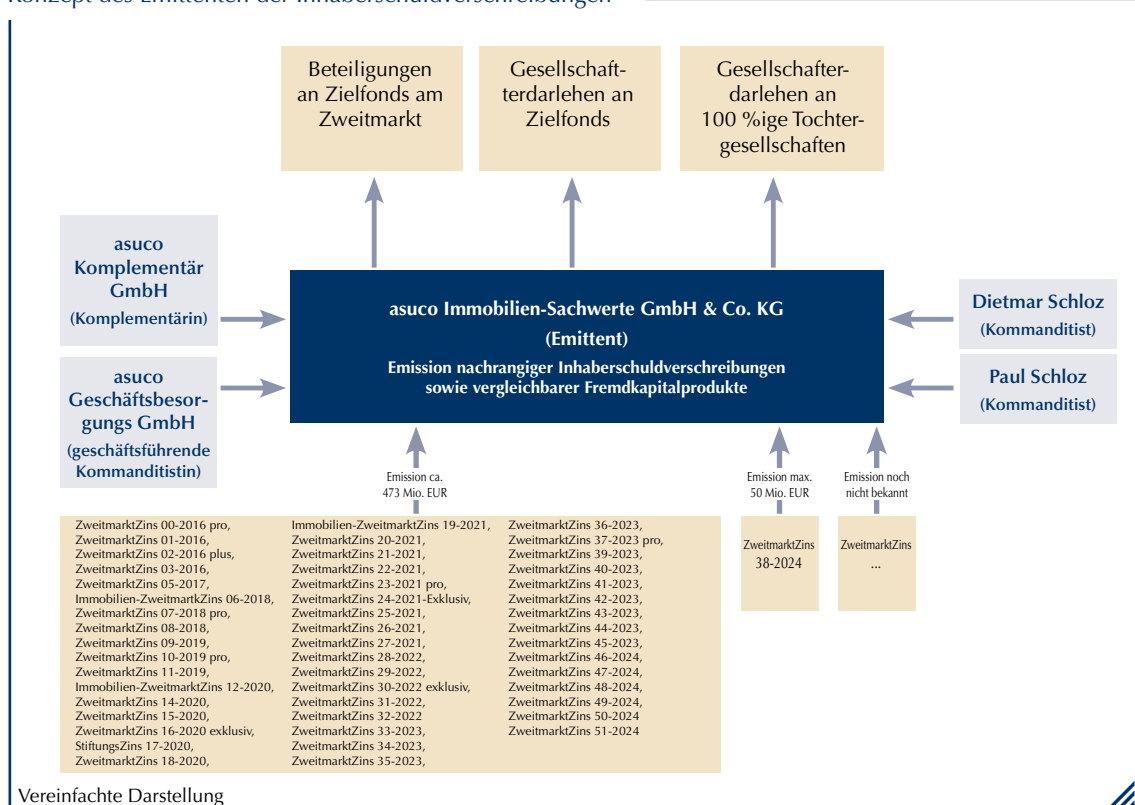 Konzept des Emittenten der Inhaberschuldverschreibungen
Beteiligungen
an Zielfonds am
Zweitmarkt
Gesellschaft-
terdarlehen an
Zielfonds
Gesellschafter-
darlehen an
100 %ige Tochter-
gesellschaften
asuco
Komplementär
GmbH
(Komplementärin)
asuco
Geschäftsbesor-
gungs GmbH
(geschäftsführende
Kommanditistin)
asuco Immobilien-Sachwerte GmbH & Co. KG
(Emittent)
Emission nachrangiger Inhaberschuldverschreibungen
sowie vergleichbarer Fremdkapitalprodukte
Dietmar Schloz
(Kommanditist)
Paul Schloz
(Kommanditist)
Emission ca.
473 Mio. EUR
Emission max.
50 Mio. EUR
Emission noch
nicht bekannt
ZweitmarktZins 00-2016 pro,
ZweitmarktZins 01-2016,
ZweitmarktZins 02-2016 plus,
ZweitmarktZins 03-2016,
ZweitmarktZins 05-2017,
Immobilien-ZweitmartkZins 06-2018,
ZweitmarktZins 07-2018 pro,
ZweitmarktZins 08-2018,
ZweitmarktZins 09-2019,
ZweitmarktZins 10-2019 pro,
ZweitmarktZins 11-2019,
Immobilien-ZweitmarktZins 12-2020,
ZweitmarktZins 14-2020,
ZweitmarktZins 15-2020,
ZweitmarktZins 16-2020 exklusiv,
StiftungsZins 17-2020,
ZweitmarktZins 18-2020,
Immobilien-ZweitmarktZins 19-2021,
ZweitmarktZins 20-2021,
ZweitmarktZins 21-2021,
ZweitmarktZins 22-2021,
ZweitmarktZins 23-2021 pro,
ZweitmarktZins 24-2021-Exklusiv,
ZweitmarktZins 25-2021,
ZweitmarktZins 26-2021,
ZweitmarktZins 27-2021,
ZweitmarktZins 28-2022,
ZweitmarktZins 29-2022,
ZweitmarktZins 30-2022 exklusiv,
ZweitmarktZins 31-2022,
ZweitmarktZins 32-2022
ZweitmarktZins 33-2023,
ZweitmarktZins 34-2023,
ZweitmarktZins 35-2023,
ZweitmarktZins 36-2023,
ZweitmarktZins 37-2023 pro,
ZweitmarktZins 39-2023,
ZweitmarktZins 40-2023,
ZweitmarktZins 41-2023,
ZweitmarktZins 42-2023,
ZweitmarktZins 43-2023,
ZweitmarktZins 44-2023,
ZweitmarktZins 45-2023,
ZweitmarktZins 46-2024,
ZweitmarktZins 47-2024,
ZweitmarktZins 48-2024,
ZweitmarktZins 49-2024,
ZweitmarktZins 50-2024
ZweitmarktZins 51-2024
ZweitmarktZins
38-2024
ZweitmarktZins
...
Vereinfachte Darstellung